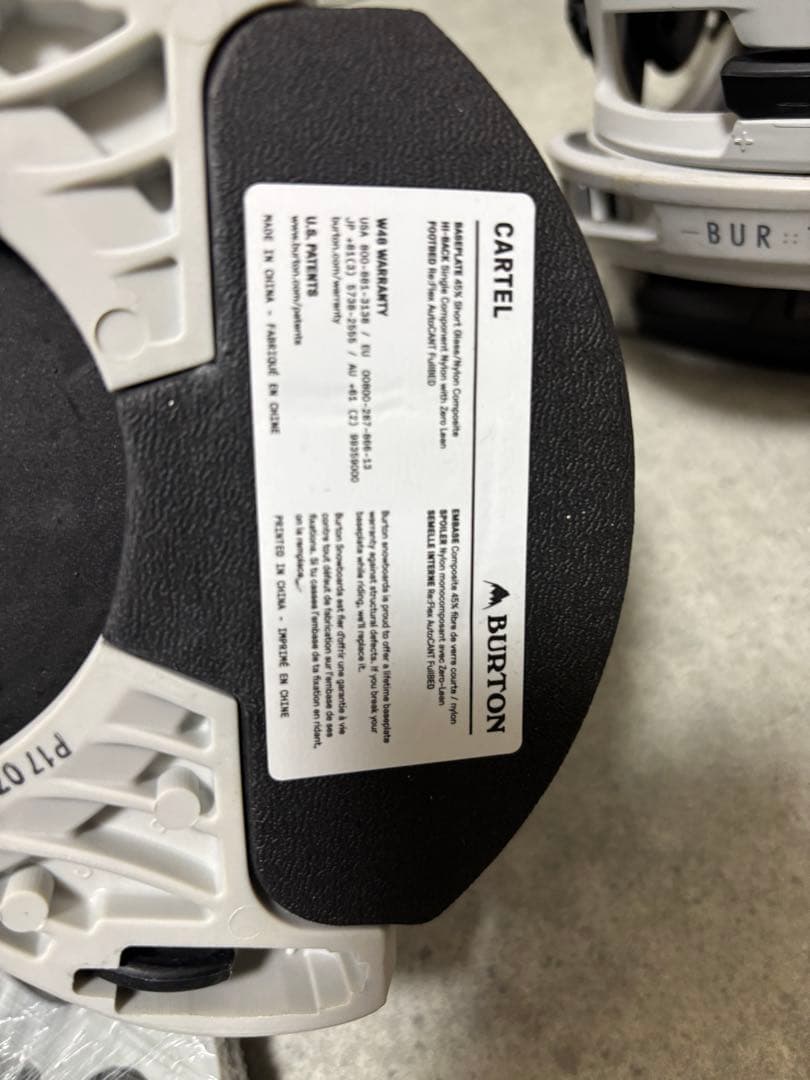 CARTEL
BURTON
BASEPLATE 45% Short Glass/Nylon Composite
HI-BACK Single Component Nylon with Zero Lean
FOOTBED Re:Flex AutoCANT FullBED
EMBASE Composite 45% fibre de verre courte / nylon
SPOILER Nylon monocomposant avec Zero-Lean
SEMELLE INTERNE Re:Flex AutoCANT FullBED
W48 WARRANTY
USA 800-881-3138 / EU 00800-287-866-13
JP +81(3) 5738-2555 / AU +61 (2) 99359000
burton.com/warranty
U.S. PATENTS
www.burton.com/patents
MADE IN CHINA - FABRIQUÉ EN CHINE
Burton snowboards is proud to offer a lifetime baseplate
warranty against structural defects. If you break your
baseplate while riding, we'll replace it.
Burton Snowboards est fier d'offrir une garantie à vie
contre tout défaut de fabrication sur l'embase de ses
fixations. Si tu casses l'embase de ta fixation en ridant,
on la remplace.
PRINTED IN CHINA - IMPRIMÉ EN CHINE
P17 07
BUR